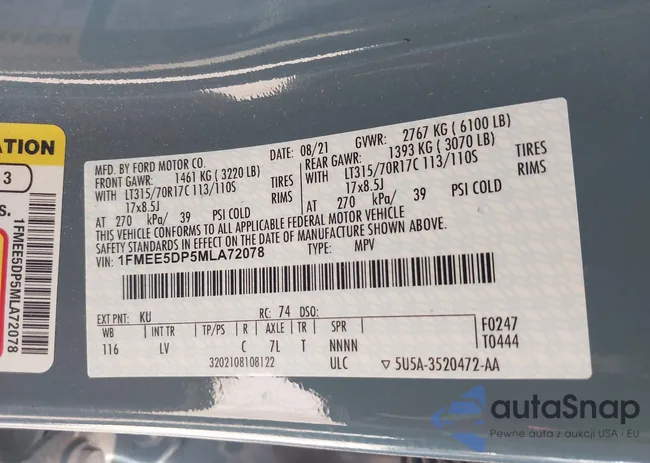 ATION
3
S.
1FMEE5DP5MLA72078
MFD. BY FORD MOTOR CO. DATE: 08/21 GVWR: 2767 KG ( 6100 LB)
FRONT GAWR: 1461 KG ( 3220 LB) REAR GAWR: 1393 KG ( 3070 LB)
WITH LT315/70R17C 113/110S TIRES WITH LT315/70R17C 113/110S TIRES
17x8.5J RIMS 17x8.5J RIMS
AT 270 kPa/ 39 PSI COLD AT 270 kPa/ 39 PSI COLD
THIS VEHICLE CONFORMS TO ALL APPLICABLE FEDERAL MOTOR VEHICLE
SAFETY STANDARDS IN EFFECT ON THE DATE OF MANUFACTURE SHOWN ABOVE.
VIN: 1FMEE5DP5MLA72078 TYPE: MPV
EXT PNT: KU RC: 74 DSO:
WB INT TR TP/PS R AXLE TR SPR F0247
116 LV C 7L T NNNN T0444
3202108108122 ULC ▽ 5U5A-3520472-AA
autaSnap
Pewne auta z aukcji USA i EU